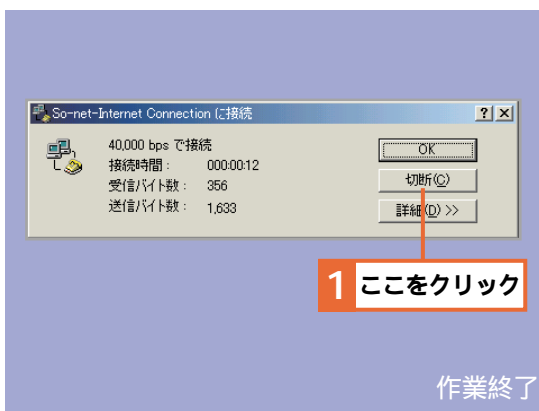 So-net-Internet Connection に接続
40,000 bps で接続
接続時間 : 000:00:12
受信バイト数 : 356
送信バイト数 : 1,633
OK
切断(C)
詳細(D) >>
1 ここをクリック
作業終了